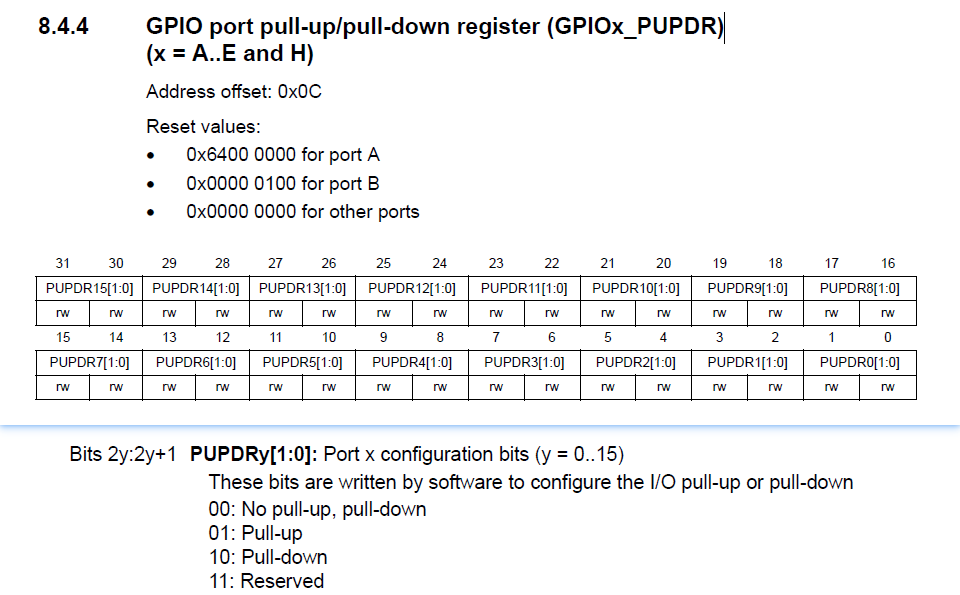 8.4.4 GPIO port pull-up/pull-down register (GPIOx_PUPDR)
(x = A..E and H)
Address offset: 0x0C
Reset values:
• 0x6400 0000 for port A
• 0x0000 0100 for port B
• 0x0000 0000 for other ports
31 30 29 28 27 26 25 24 23 22 21 20 19 18 17 16
PUPDR15[1:0] PUPDR14[1:0] PUPDR13[1:0] PUPDR12[1:0] PUPDR11[1:0] PUPDR10[1:0] PUPDR9[1:0] PUPDR8[1:0]
rw rw rw rw rw rw rw rw rw rw rw rw rw rw rw rw
15 14 13 12 11 10 9 8 7 6 5 4 3 2 1 0
PUPDR7[1:0] PUPDR6[1:0] PUPDR5[1:0] PUPDR4[1:0] PUPDR3[1:0] PUPDR2[1:0] PUPDR1[1:0] PUPDR0[1:0]
rw rw rw rw rw rw rw rw rw rw rw rw rw rw rw rw
Bits 2y:2y+1 PUPDRy[1:0]: Port x configuration bits (y = 0..15)
These bits are written by software to configure the I/O pull-up or pull-down
00: No pull-up, pull-down
01: Pull-up
10: Pull-down
11: Reserved